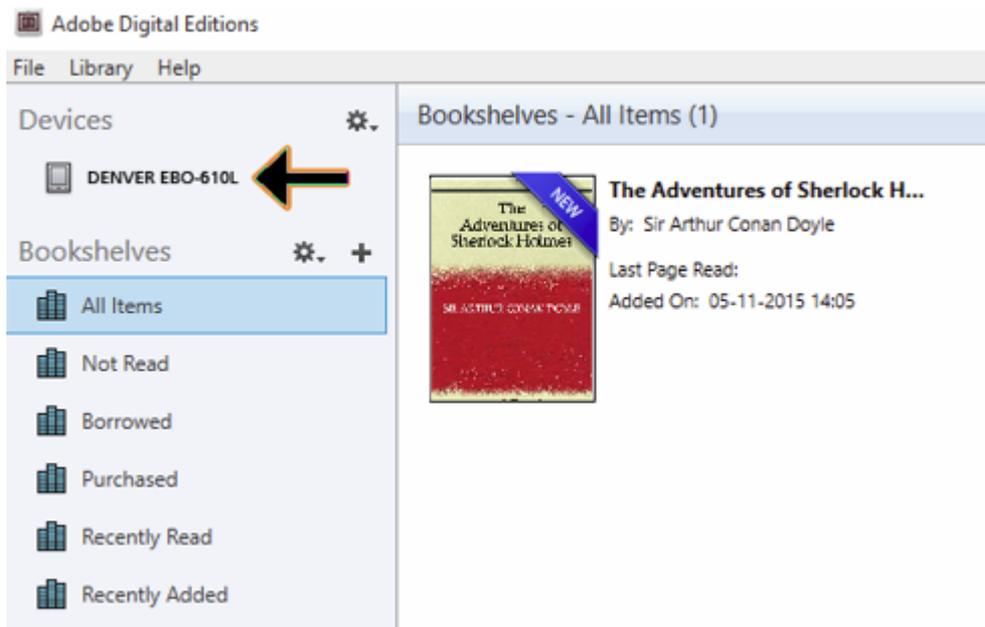 Adobe Digital Editions
File Library Help
Devices
DENVER EBO-610L
Bookshelves
All Items
Not Read
Borrowed
Purchased
Recently Read
Recently Added
Bookshelves - All Items (1)
The
Adventures of
Sherlock Holmes
SIR ARTHUR CONAN DOYLE
NEW
The Adventures of Sherlock H...
By: Sir Arthur Conan Doyle
Last Page Read:
Added On: 05-11-2015 14:05